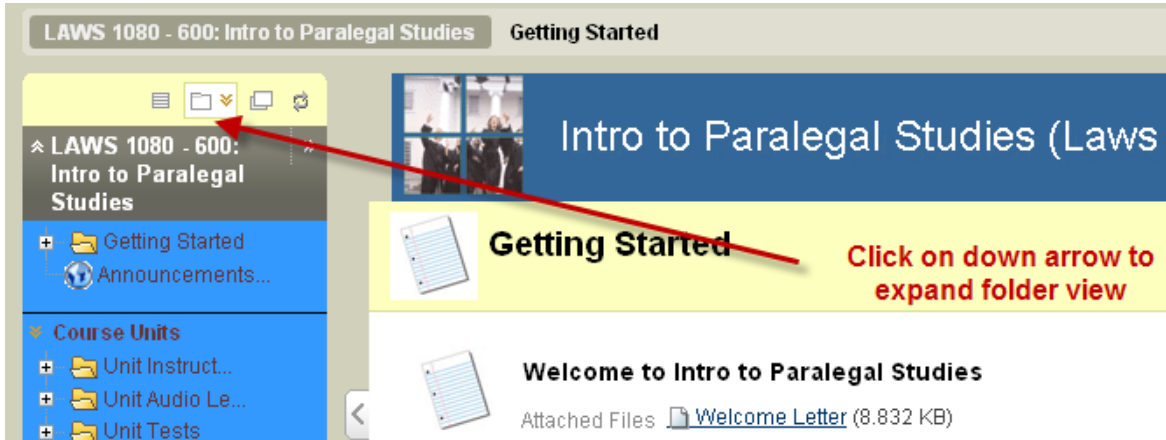 LAWS 1080 - 600: Intro to Paralegal Studies Getting Started
LAWS 1080 - 600:
Intro to Paralegal
Studies
Getting Started
Announcements...
Course Units
Unit Instruct...
Unit Audio Le...
Unit Tests
Intro to Paralegal Studies (Laws
Getting Started
Click on down arrow to
expand folder view
Welcome to Intro to Paralegal Studies
Attached Files Welcome Letter (8.832 KB)